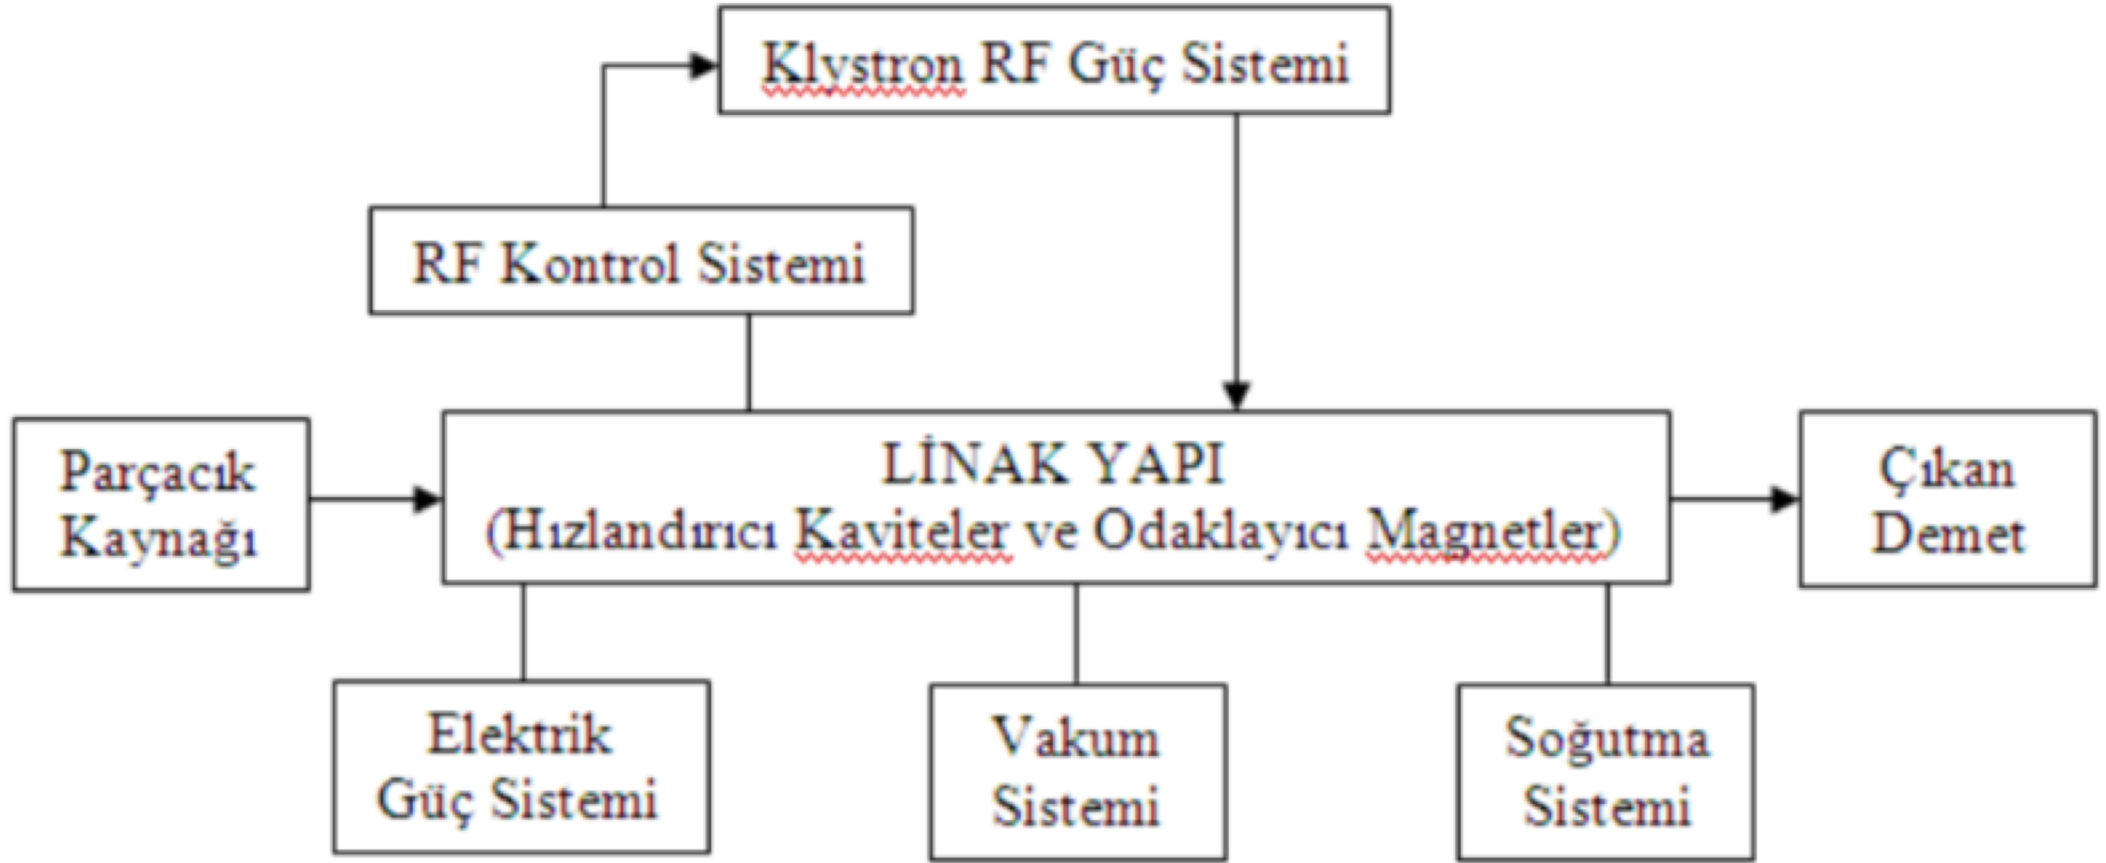 Klystron RF Güç Sistemi
RF Kontrol Sistemi
Parçacık
Kaynağı
LİNAK YAPI
(Hızlandırıcı Kaviteler ve Odaklayıcı Magnetler)
Çıkan
Demet
Elektrik
Güç Sistemi
Vakum
Sistemi
Soğutma
Sistemi